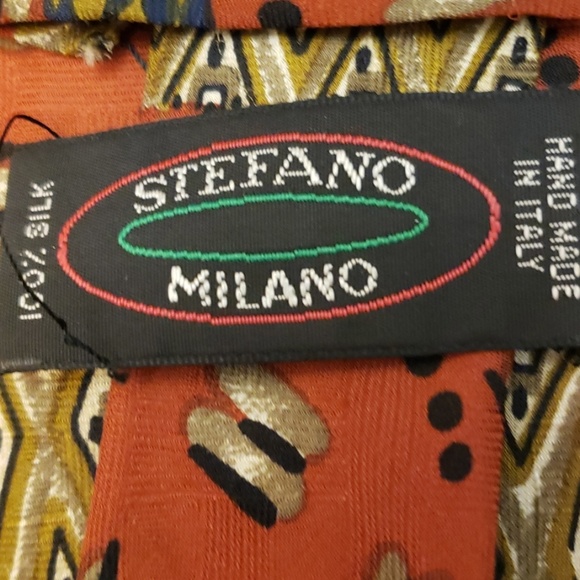 100% SILK
STEFANO
MILANO
HAND MADE
IN ITALY